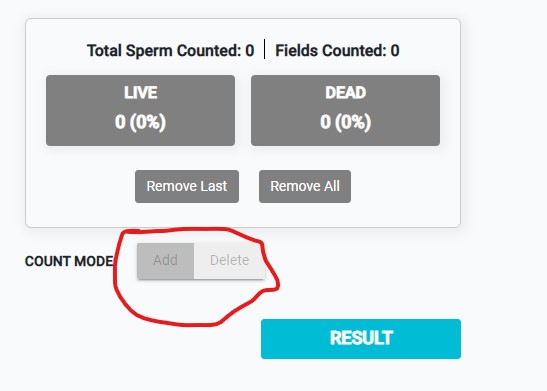 Total Sperm Counted: 0 Fields Counted: 0
LIVE DEAD
0 (0%) 0 (0%)
Remove Last Remove All
COUNT MODE Add Delete
RESULT